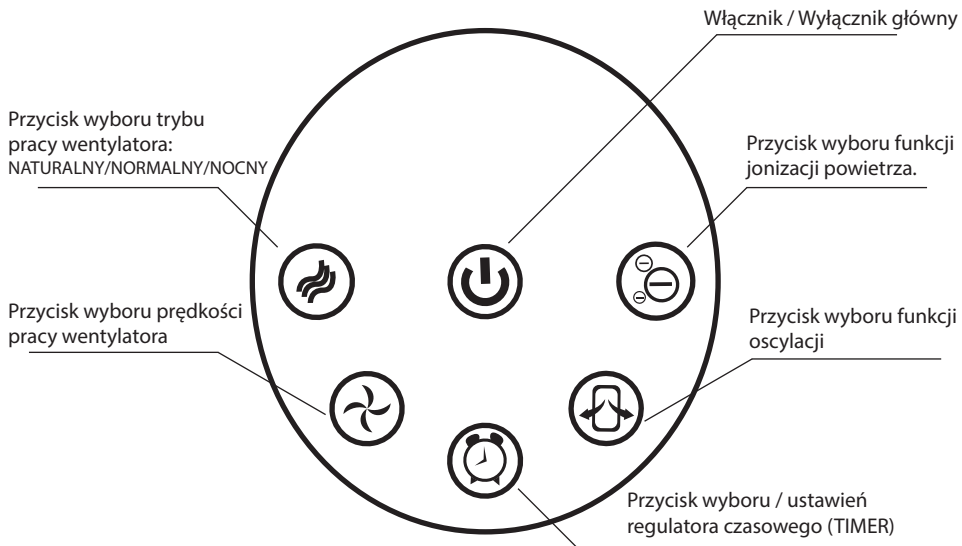 Włącznik / Wyłącznik główny
Przycisk wyboru trybu
pracy wentylatora:
NATURALNY/NORMALNY/NOCNY
Przycisk wyboru funkcji
jonizacji powietrza.
Przycisk wyboru prędkości
pracy wentylatora
Przycisk wyboru funkcji
oscylacji
Przycisk wyboru / ustawień
regulatora czasowego (TIMER)